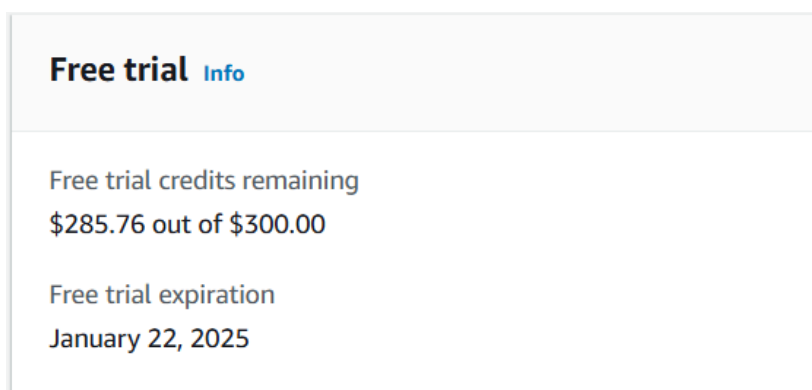 Free trial Info
Free trial credits remaining
$285.76 out of $300.00
Free trial expiration
January 22, 2025